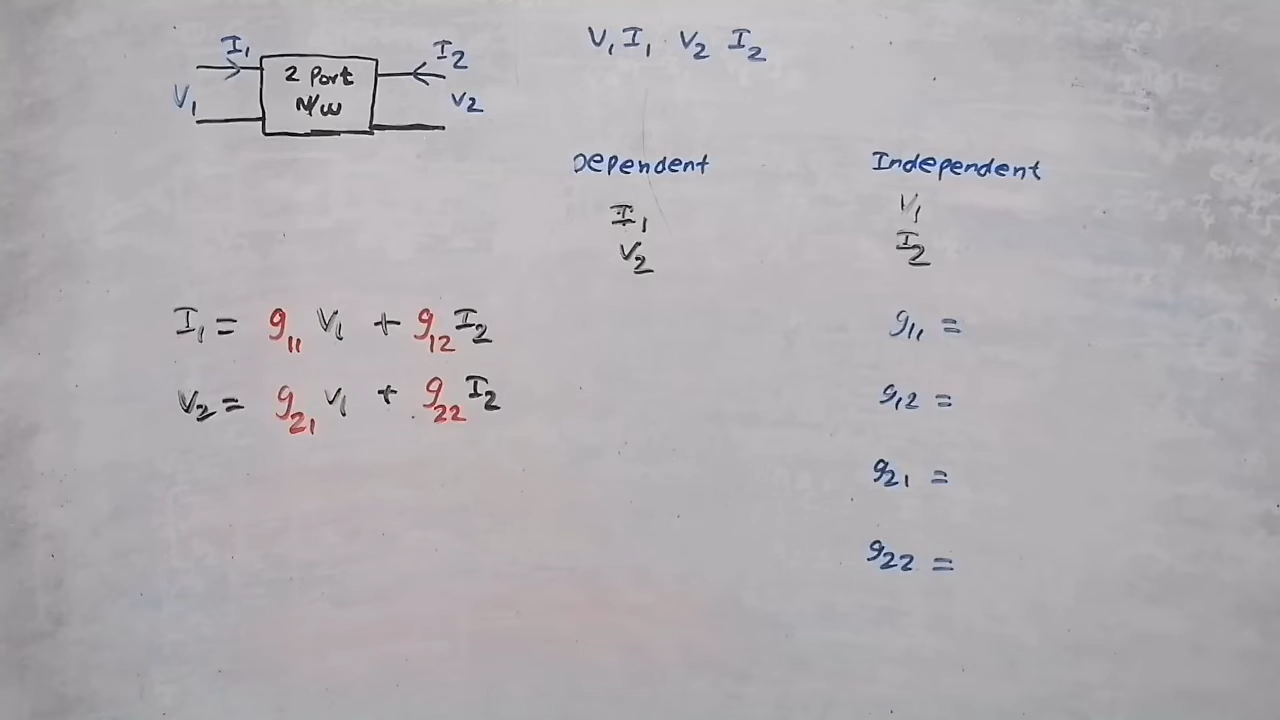 I₁ I₂
V₁ 2 Port V₂
N/W
V₁ I₁ V₂ I₂
Dependent Independent
I₁ V₁
V₂ I₂
I₁ = g₁₁ V₁ + g₁₂ I₂
V₂ = g₂₁ V₁ + g₂₂ I₂
g₁₁ =
g₁₂ =
g₂₁ =
g₂₂ =